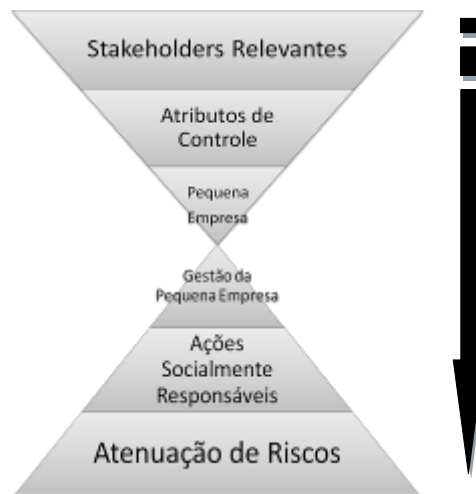 Stakeholders Relevantes
Atributos de
Controle
Pequena
Empresa
Gestão da
Pequena Empresa
Ações
Socialmente
Responsáveis
Atenuação de Riscos